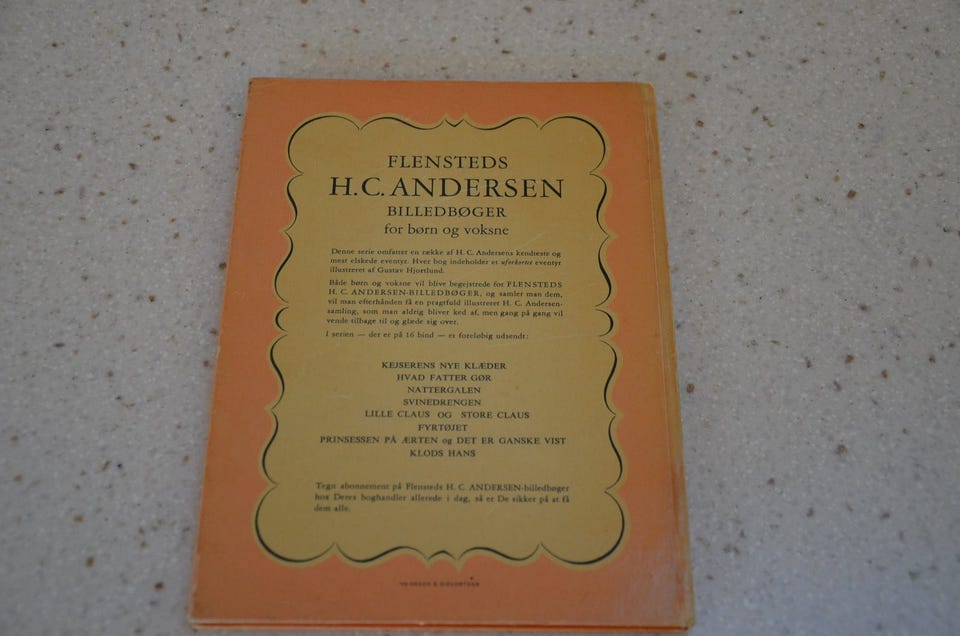 FLENSTEDS
H.C. ANDERSEN
BILLEDBØGER
for børn og voksne
Denne serie omfatter en række af H. C. Andersens kendteste og
mest elskede eventyr. Hver bog indeholder et uforkortet eventyr
illustreret af Gustav Hjortlund.
Både børn og voksne vil blive begejstrede for FLENSTEDS
H. C. ANDERSEN-BILLEDBØGER, og samler man dem,
vil man efterhånden få en pragtfuld illustreret H. C. Andersen-
samling, som man aldrig bliver ked af, men gang på gang vil
vende tilbage til og glæde sig over.
I serien — der er på 16 bind — er foreløbig udsendt:
KEJSERENS NYE KLÆDER
HVAD FATTER GØR
NATTERGALEN
SVINEDRENGEN
LILLE CLAUS OG STORE CLAUS
FYRTØJET
PRINSESSEN PÅ ÆRTEN og DET ER GANSKE VIST
KLODS HANS
Tegn abonnement på Flensteds H. C. ANDERSEN-billedbøger
hos Deres boghandler allerede i dag, så er De sikker på at få
dem alle.